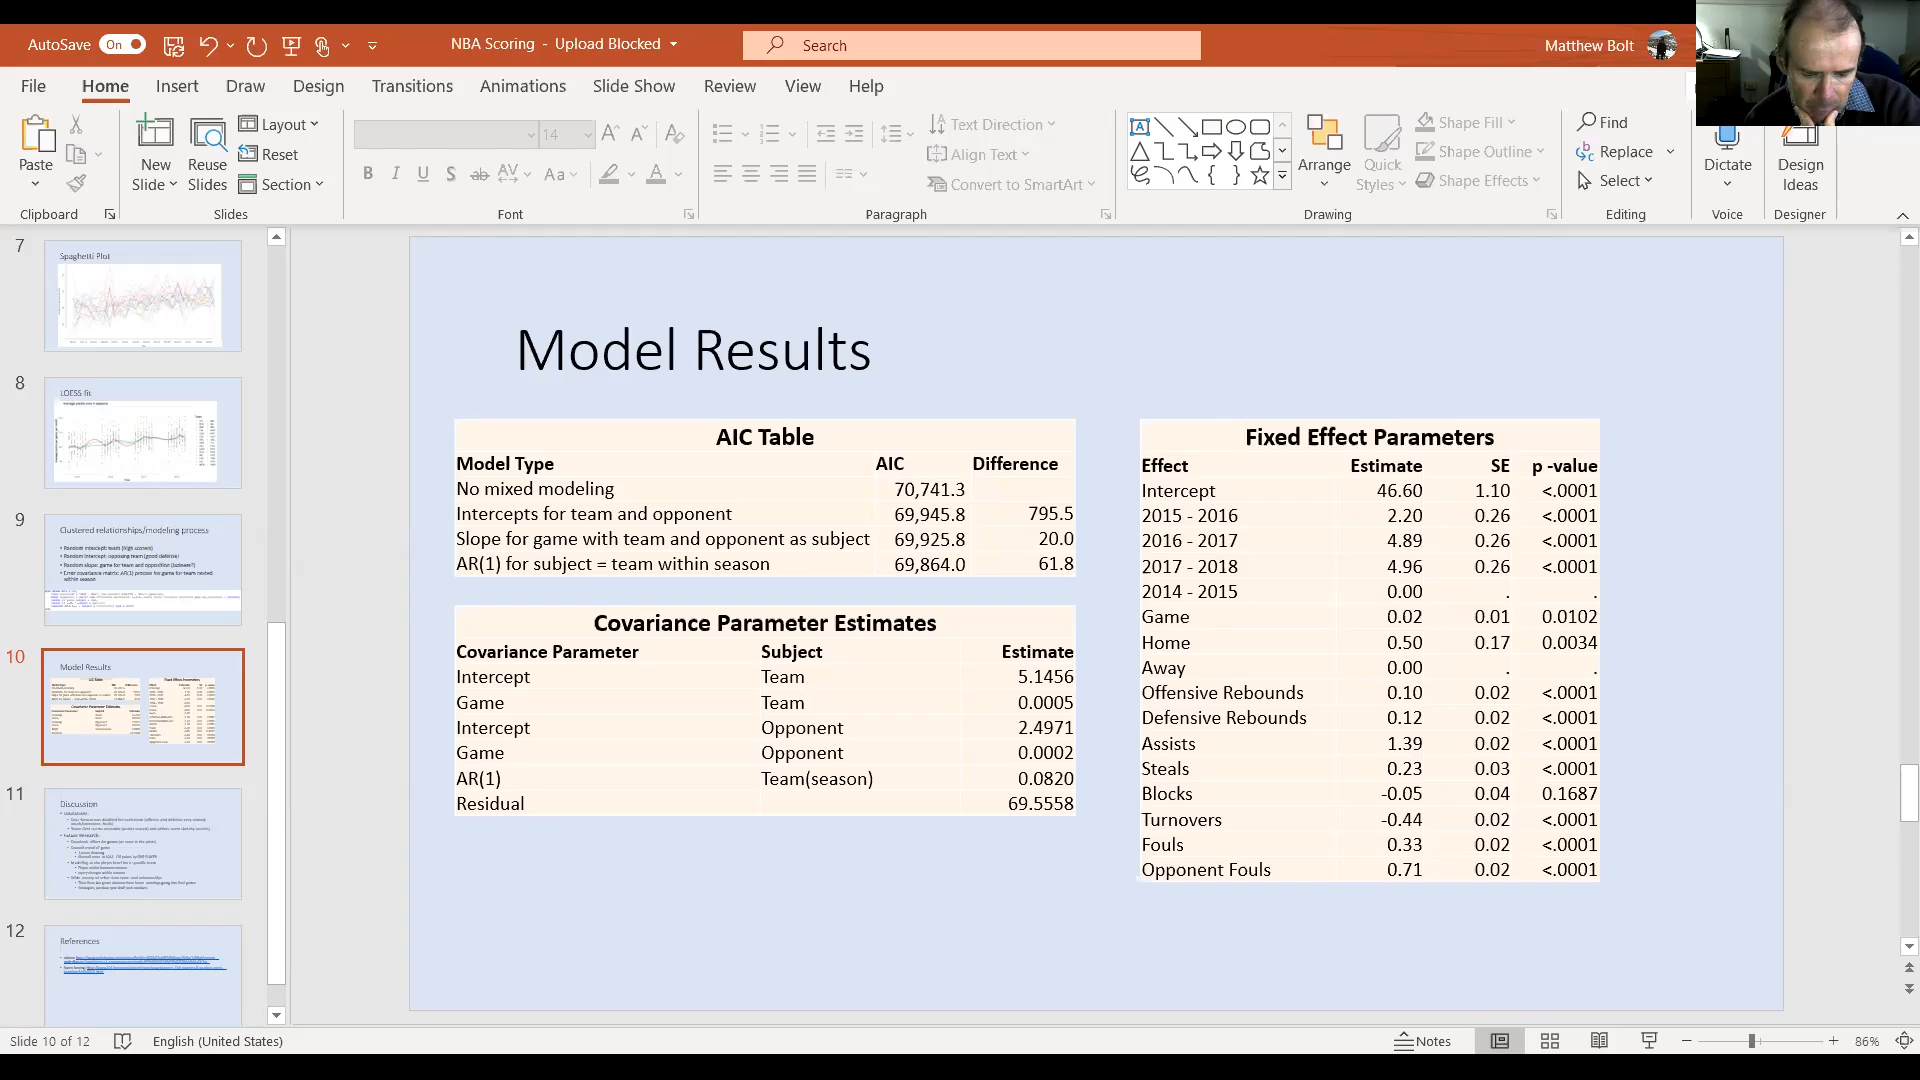 AutoSave On
NBA Scoring - Upload Blocked
Search
Matthew Bolt
File Home Insert Draw Design Transitions Animations Slide Show Review View Help
Paste
Clipboard
New Slide
Reuse Slides
Layout
Reset
Section
Slides
14
Font
Text Direction
Align Text
Convert to SmartArt
Paragraph
Arrange
Quick Styles
Shape Fill
Shape Outline
Shape Effects
Drawing
Find
Replace
Select
Editing
Dictate
Voice
Design Ideas
Designer
7
Spaghetti Plot
8
LOESS fit
9
Clustered relationships/modeling process
Random intercept: team (high scorers)
Random intercept: opposing team (good defense)
10
Model Results
11
Discussion
12
References
Model Results
AIC Table
Model Type AIC Difference
No mixed modeling 70,741.3
Intercepts for team and opponent 69,945.8 795.5
Slope for game with team and opponent as subject 69,925.8 20.0
AR(1) for subject = team within season 69,864.0 61.8
Covariance Parameter Estimates
Covariance Parameter Subject Estimate
Intercept Team 5.1456
Game Team 0.0005
Intercept Opponent 2.4971
Game Opponent 0.0002
AR(1) Team(season) 0.0820
Residual 69.5558
Fixed Effect Parameters
Effect Estimate SE p -value
Intercept 46.60 1.10 <.0001
2015 - 2016 2.20 0.26 <.0001
2016 - 2017 4.89 0.26 <.0001
2017 - 2018 4.96 0.26 <.0001
2014 - 2015 0.00 . .
Game 0.02 0.01 0.0102
Home 0.50 0.17 0.0034
Away 0.00 . .
Offensive Rebounds 0.10 0.02 <.0001
Defensive Rebounds 0.12 0.02 <.0001
Assists 1.39 0.02 <.0001
Steals 0.23 0.03 <.0001
Blocks -0.05 0.04 0.1687
Turnovers -0.44 0.02 <.0001
Fouls 0.33 0.02 <.0001
Opponent Fouls 0.71 0.02 <.0001
Slide 10 of 12
English (United States)
Notes
86%